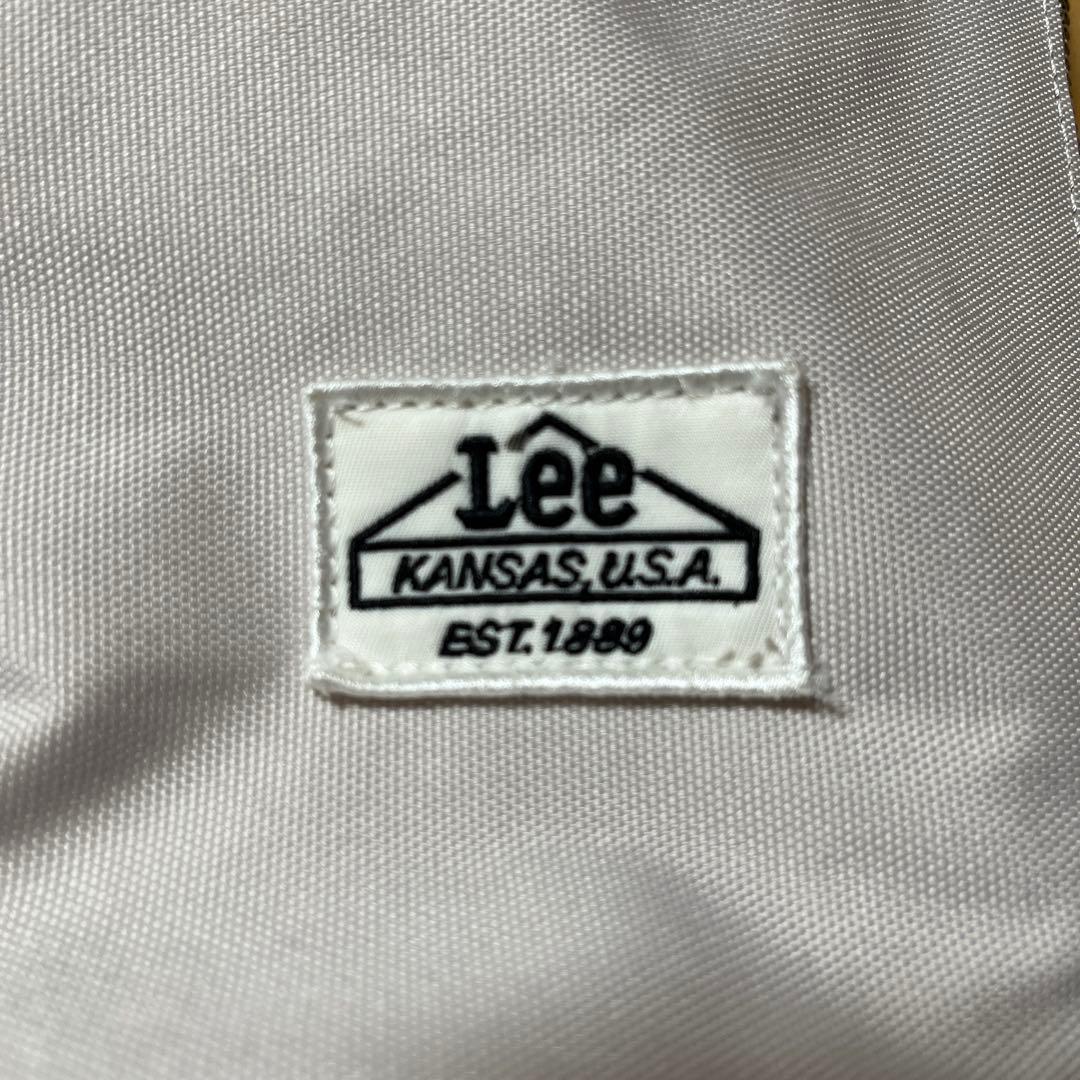 Lee
KANSAS, U.S.A.
EST. 1889